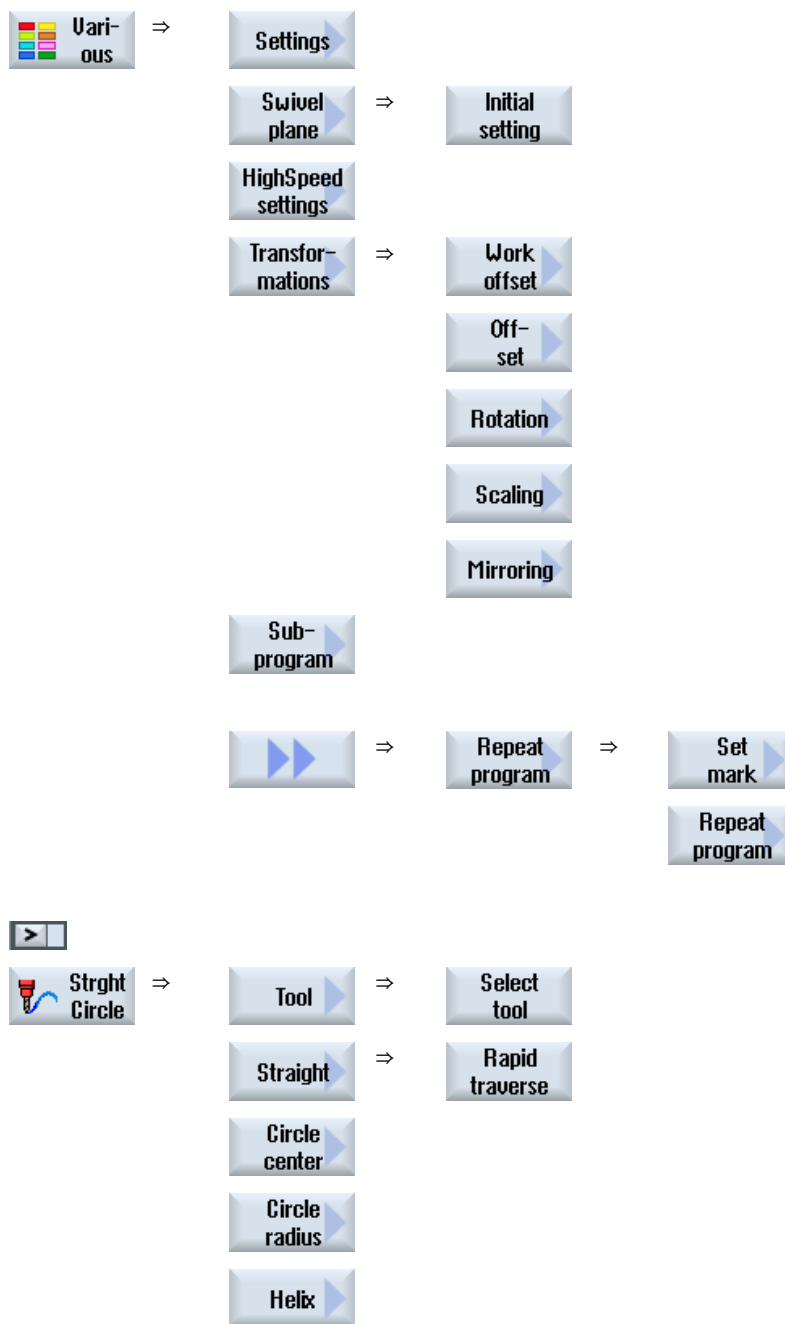 Vari-
ous
⇒
Settings
Swivel
plane
⇒
Initial
setting
HighSpeed
settings
Transfor-
mations
⇒
Work
offset
Off-
set
Rotation
Scaling
Mirroring
Sub-
program
⇒
Repeat
program
⇒
Set
mark
Repeat
program
>
Strght
Circle
⇒
Tool
⇒
Select
tool
Straight
⇒
Rapid
traverse
Circle
center
Circle
radius
Helix